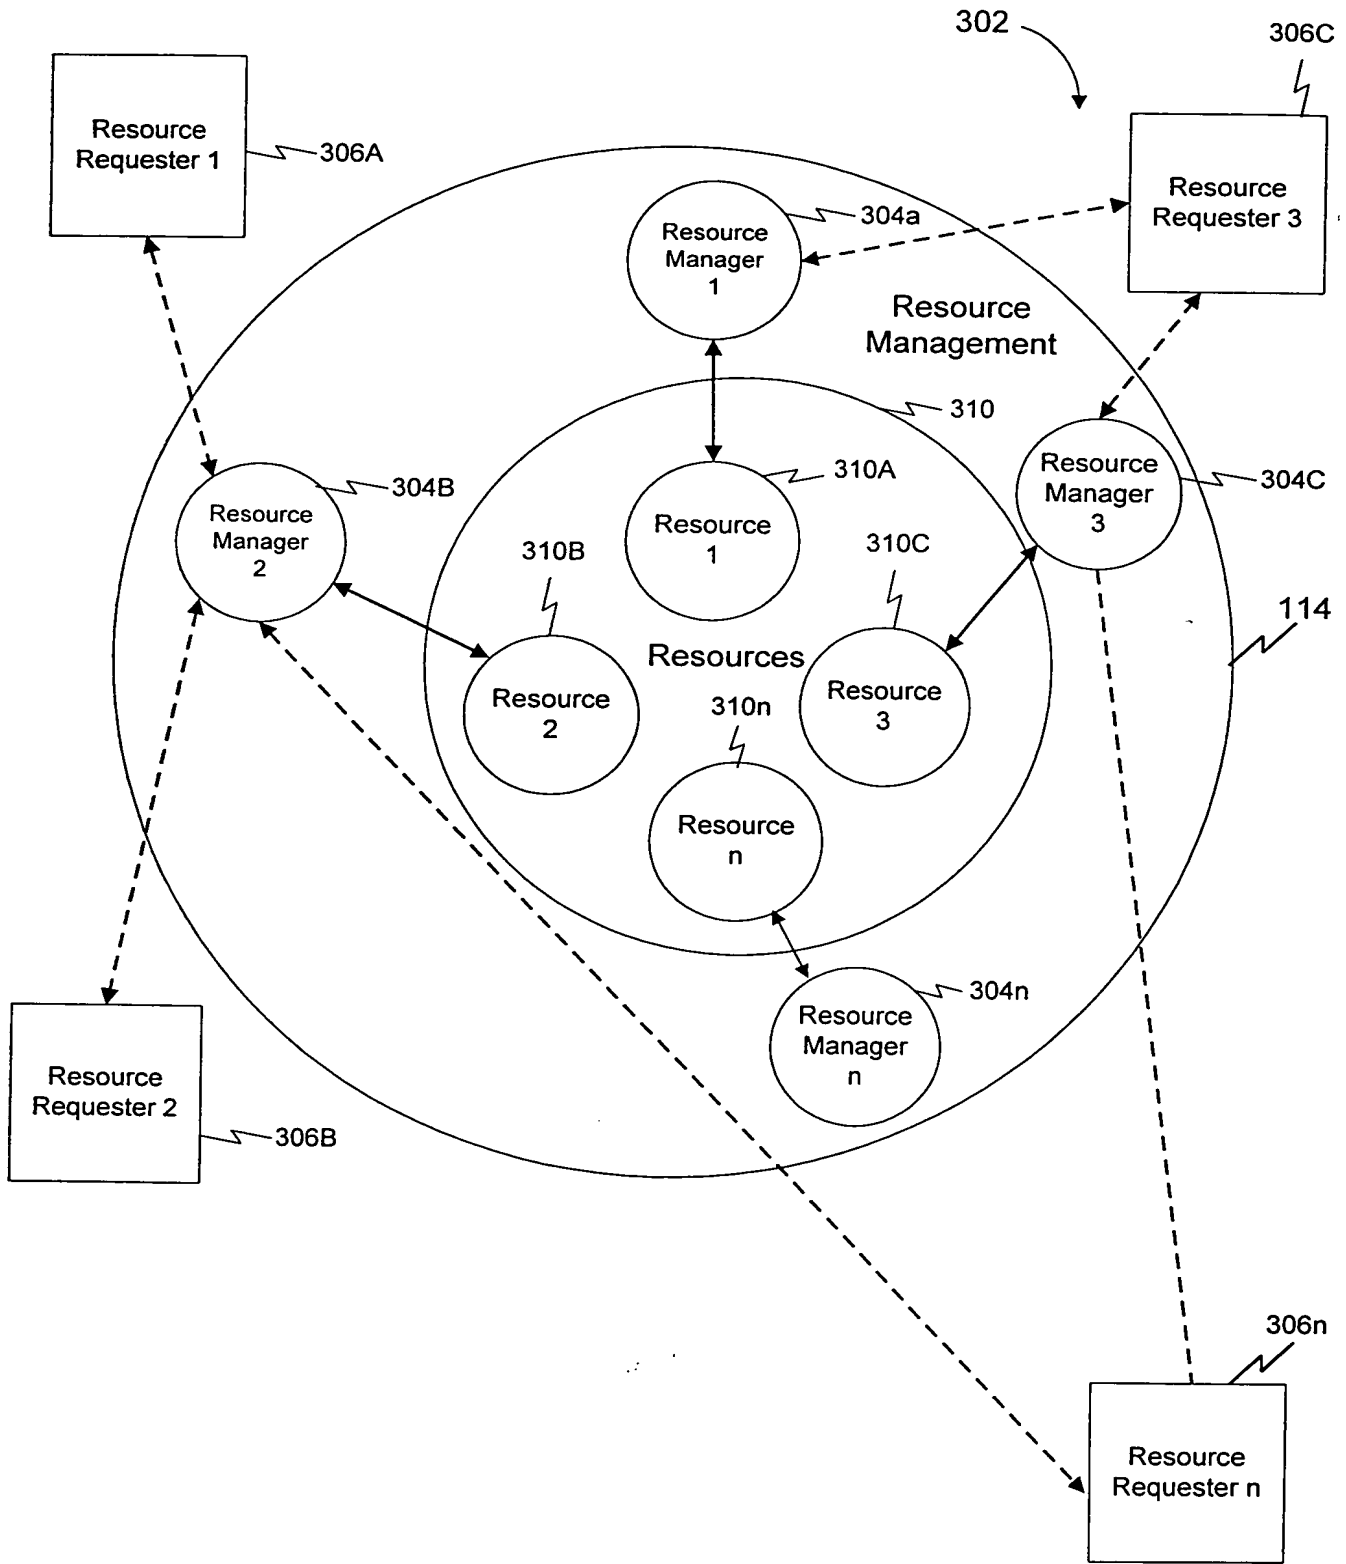 302
306C
Resource
Requester 1
306A
Resource
Requester 3
304a
Resource
Manager
1
Resource
Management
310
Resource
Manager
3
304C
310A
304B
Resource
Manager
2
Resource
1
310B
310C
114
Resources
Resource
2
Resource
3
310n
Resource
n
304n
Resource
Manager
n
Resource
Requester 2
306B
306n
Resource
Requester n